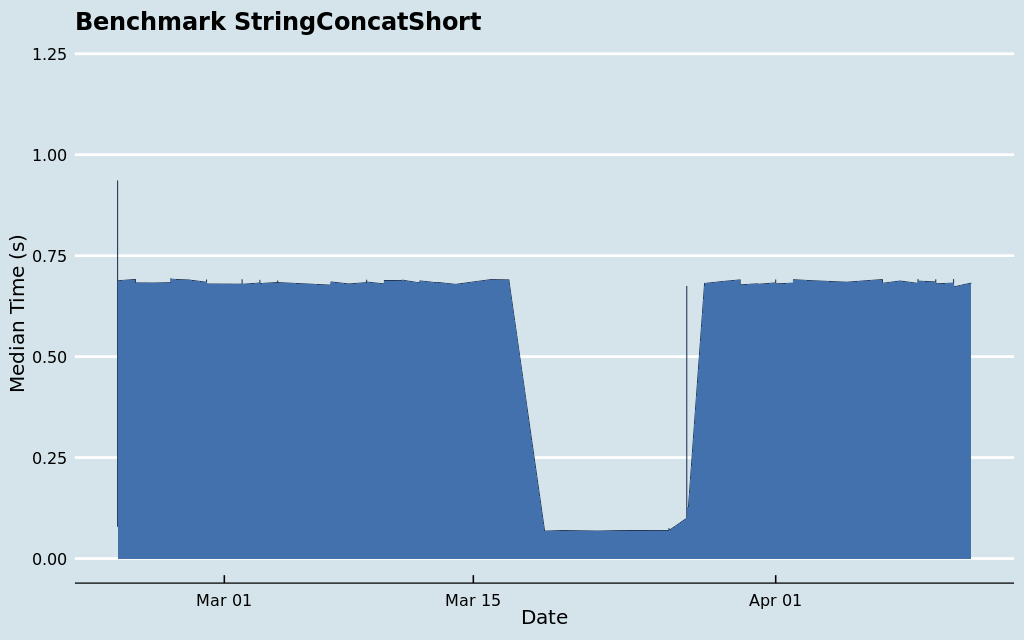 Benchmark StringConcatShort
1.25
1.00
0.75
0.50
0.25
0.00
Median Time (s)
Mar 01
Mar 15
Apr 01
Date